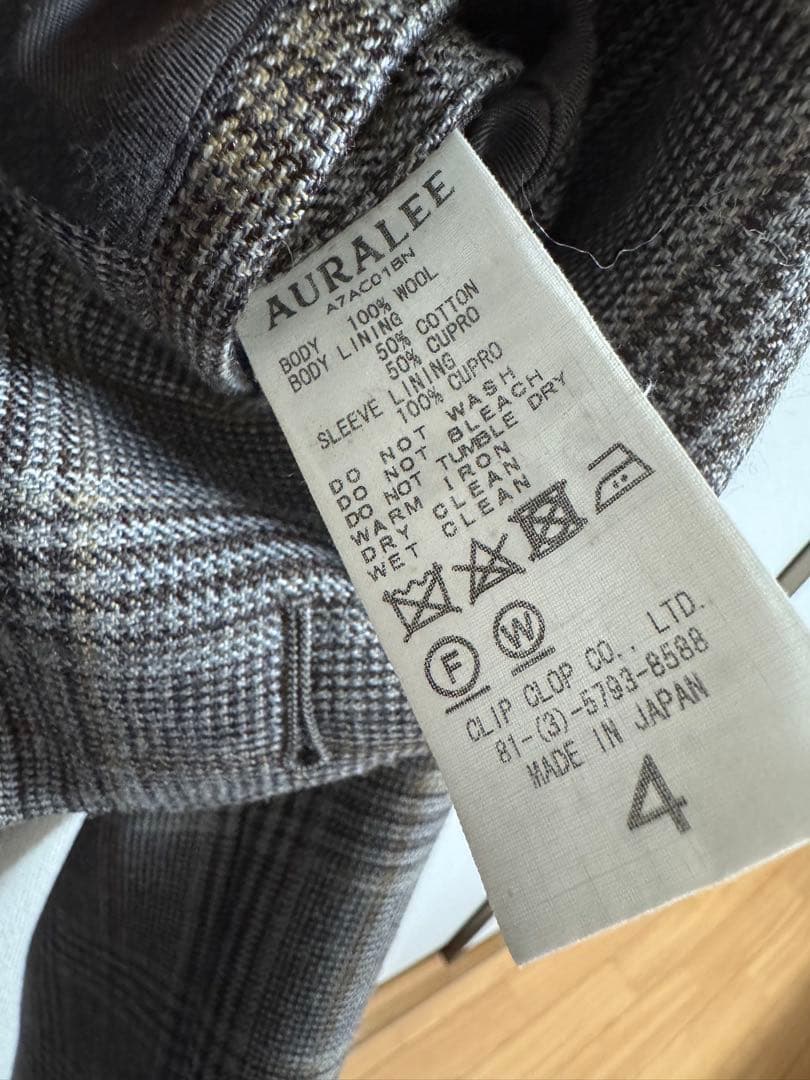 AURALEE
A7AC01BN
BODY 100% WOOL
BODY LINING
50% COTTON
50% CUPRO
SLEEVE LINING
100% CUPRO
DO NOT WASH
DO NOT BLEACH
DO NOT TUMBLE DRY
WARM IRON
DRY CLEAN
WET CLEAN
F W
CLIP CLOP CO., LTD.
81-(3)-5793-8588
MADE IN JAPAN
4